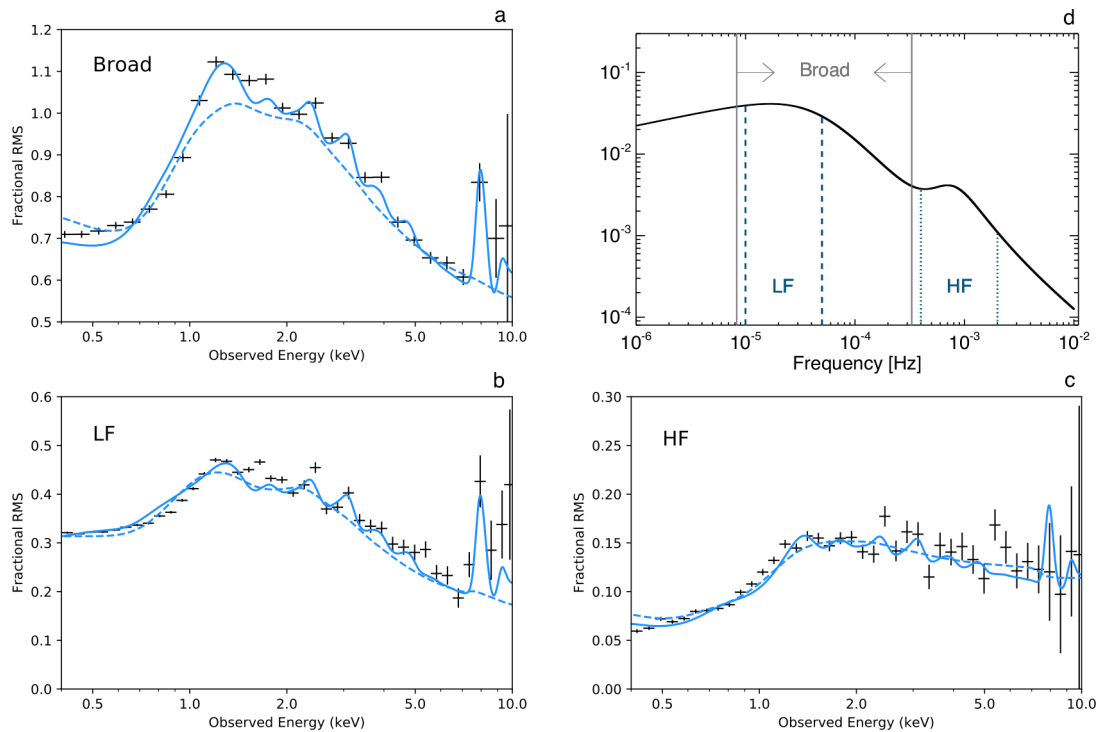 a
Broad
1.2
1.1
1.0
0.9
0.8
0.7
0.6
0.5
Fractional RMS
0.5 1.0 2.0 5.0 10.0
Observed Energy (keV)
d
Broad
10⁻¹
10⁻²
10⁻³
10⁻⁴
LF HF
10⁻⁶ 10⁻⁵ 10⁻⁴ 10⁻³ 10⁻²
Frequency [Hz]
b
LF
0.6
0.5
0.4
0.3
0.2
0.1
0.0
Fractional RMS
0.5 1.0 2.0 5.0 10.0
Observed Energy (keV)
c
HF
0.30
0.25
0.20
0.15
0.10
0.05
0.00
Fractional RMS
0.5 1.0 2.0 5.0 10.0
Observed Energy (keV)